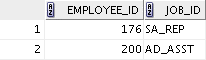 EMPLOYEE_ID JOB_ID
1 176 SA_REP
2 200 AD_ASST